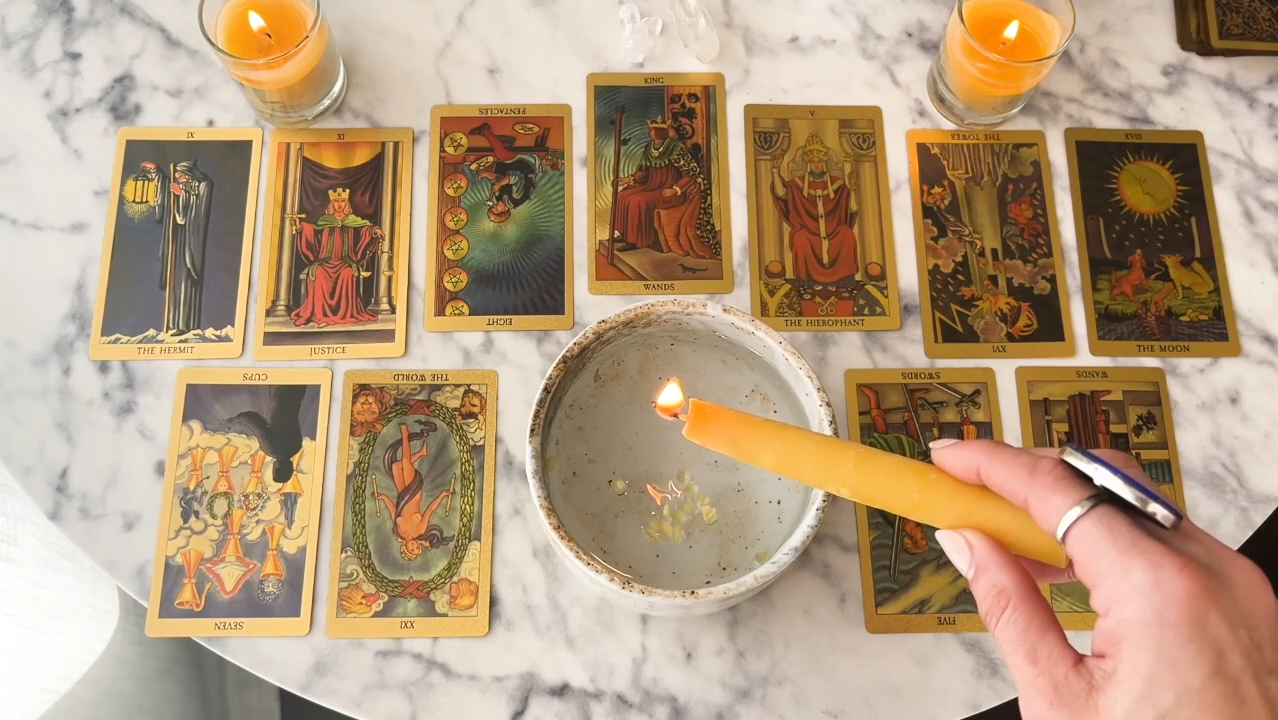 IX
THE HERMIT
XI
JUSTICE
PENTACLES
EIGHT
KING
WANDS
V
THE HIEROPHANT
THE TOWER
XVI
XVIII
THE MOON
CUPS
SEVEN
THE WORLD
XXI
SWORDS
FIVE
WANDS